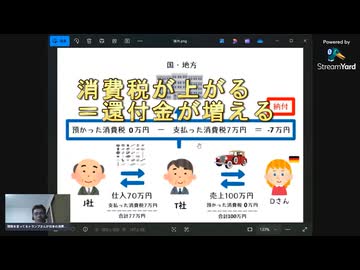 Powered by
StreamYard
国・地方
消費税が上がる
＝還付金が増える
納付
預かった消費税 0万円 − 支払った消費税7万円 ＝ -7万円
J社
仕入70万円
支払った消費税7万円
合計77万円
T社
売上100万円
預かった消費税0万円
合計100万円
Dさん
133%